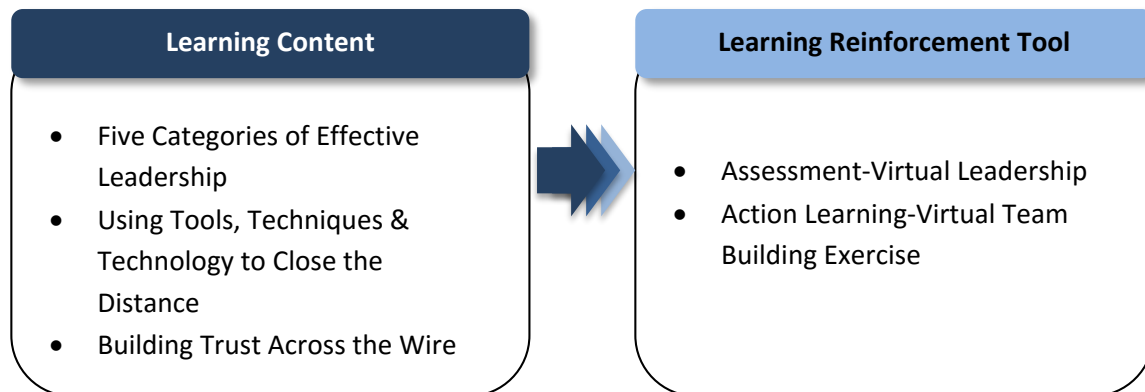 Learning Content
• Five Categories of Effective
Leadership
• Using Tools, Techniques &
Technology to Close the
Distance
• Building Trust Across the Wire
Learning Reinforcement Tool
• Assessment-Virtual Leadership
• Action Learning-Virtual Team
Building Exercise